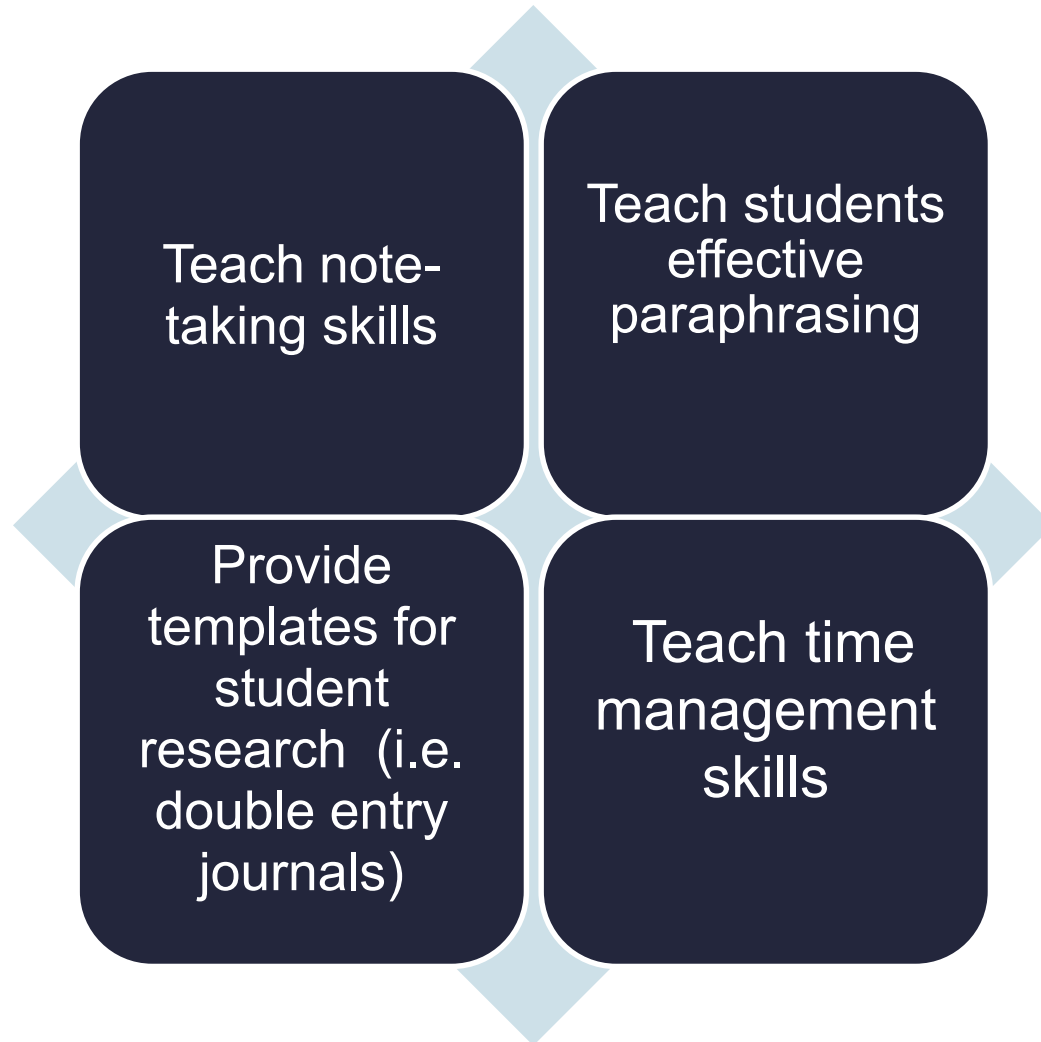 Teach note-
taking skills
Teach students
effective
paraphrasing
Provide
templates for
student
research  (i.e.
double entry
journals)
Teach time
management
skills